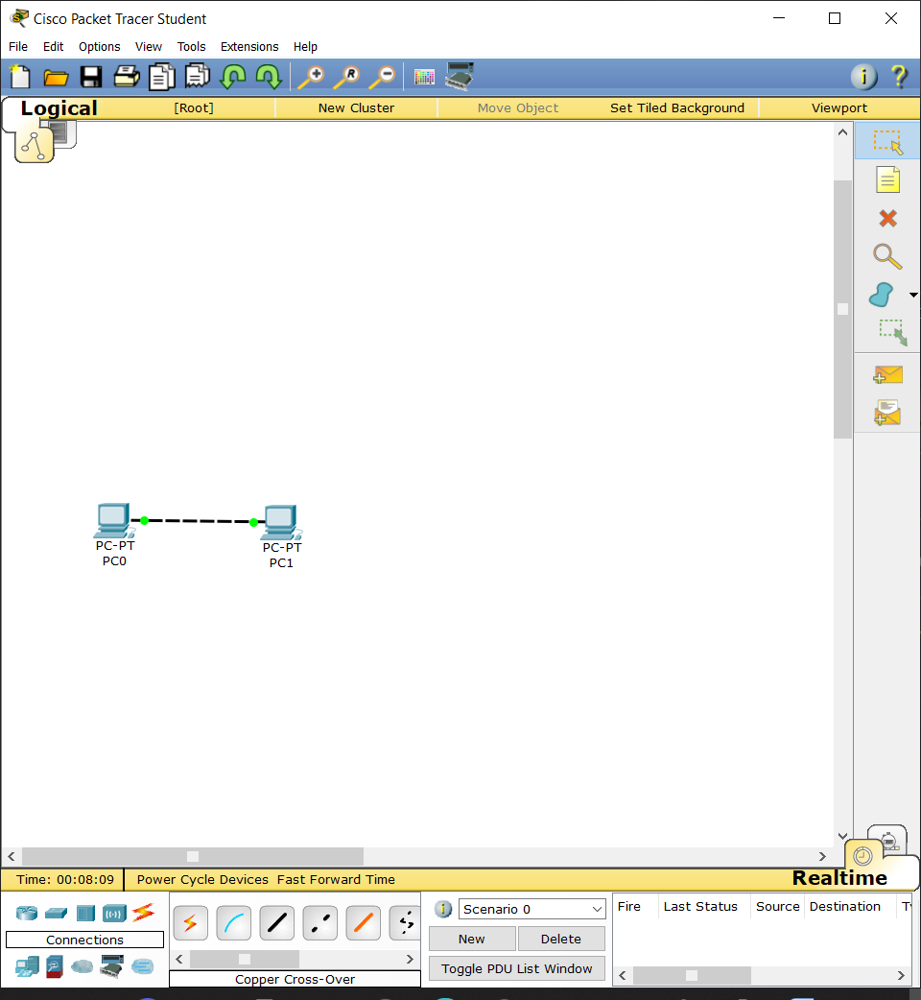 Cisco Packet Tracer Student
File Edit Options View Tools Extensions Help
R
i ?
Logical [Root] New Cluster Move Object Set Tiled Background Viewport
PC-PT
PC0
PC-PT
PC1
Time: 00:08:09 Power Cycle Devices Fast Forward Time
Realtime
Connections
Copper Cross-Over
i Scenario 0
New Delete
Toggle PDU List Window
Fire Last Status Source Destination